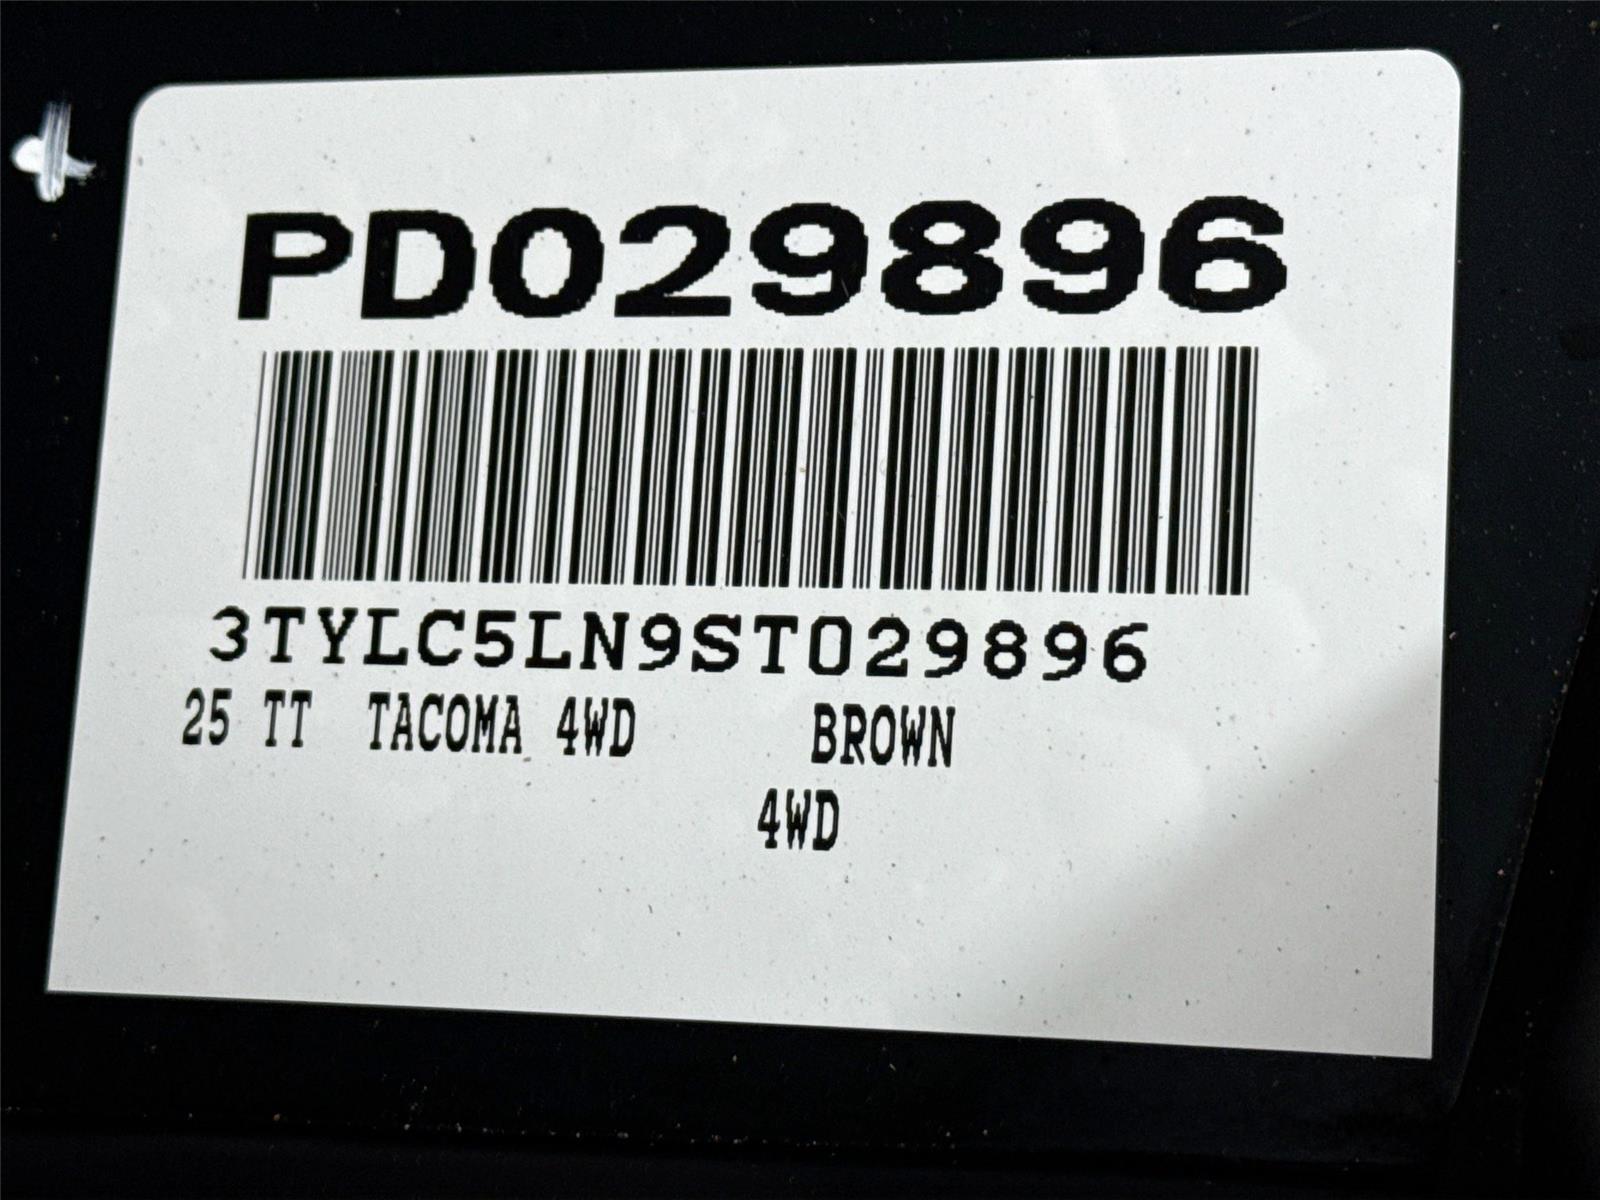 PD029896
3TYLC5LN9ST029896
25 TT TACOMA 4WD BROWN
4WD